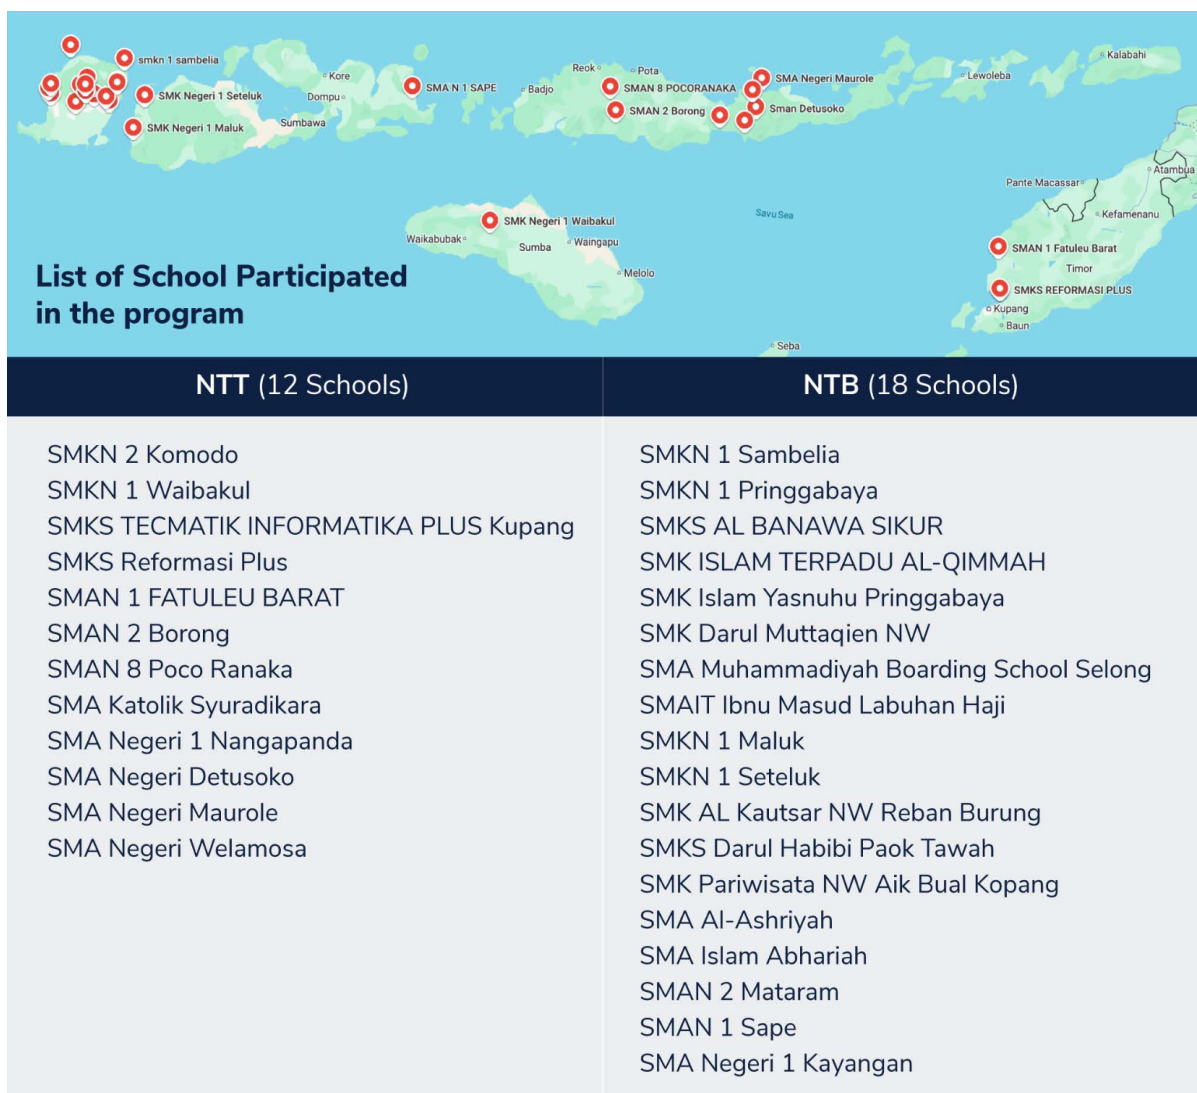 smkn 1 sambelia
Kore
Reok
Pota
Kalabahi
SMA Negeri Maurole
Lewoleba
SMK Negeri 1 Seteluk
Dompu
SMA N 1 SAPE
Badjo
SMAN 8 POCORANAKA
SMK Negeri 1 Maluk
Sumbawa
SMAN 2 Borong
Sman Detusoko
Atambua
Pante Macassar
SMK Negeri 1 Waibakul
Savu Sea
Kefamenanu
Waikabubak
Sumba
Waingapu
SMAN 1 Fatuleu Barat
Timor
Melolo
SMKS REFORMASI PLUS
Kupang
Baun
Seba
List of School Participated
in the program
NTT (12 Schools)
SMKN 2 Komodo
SMKN 1 Waibakul
SMKS TECMATIK INFORMATIKA PLUS Kupang
SMKS Reformasi Plus
SMAN 1 FATULEU BARAT
SMAN 2 Borong
SMAN 8 Poco Ranaka
SMA Katolik Syuradikara
SMA Negeri 1 Nangapanda
SMA Negeri Detusoko
SMA Negeri Maurole
SMA Negeri Welamosa
NTB (18 Schools)
SMKN 1 Sambelia
SMKN 1 Pringgabaya
SMKS AL BANAWA SIKUR
SMK ISLAM TERPADU AL-QIMMAH
SMK Islam Yasnuhu Pringgabaya
SMK Darul Muttaqien NW
SMA Muhammadiyah Boarding School Selong
SMAIT Ibnu Masud Labuhan Haji
SMKN 1 Maluk
SMKN 1 Seteluk
SMK AL Kautsar NW Reban Burung
SMKS Darul Habibi Paok Tawah
SMK Pariwisata NW Aik Bual Kopang
SMA Al-Ashriyah
SMA Islam Abhariah
SMAN 2 Mataram
SMAN 1 Sape
SMA Negeri 1 Kayangan